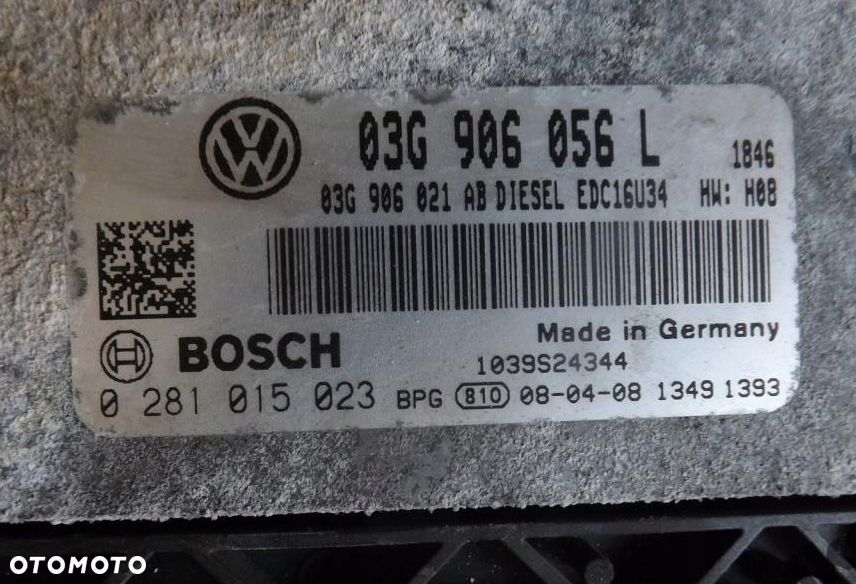 03G 906 056 L 1846
03G 906 021 AB DIESEL EDC16U34 HW: H08
BOSCH
Made in Germany
1039S24344
0 281 015 023 BPG 810 08-04-08 1349 1393
OTOMOTO